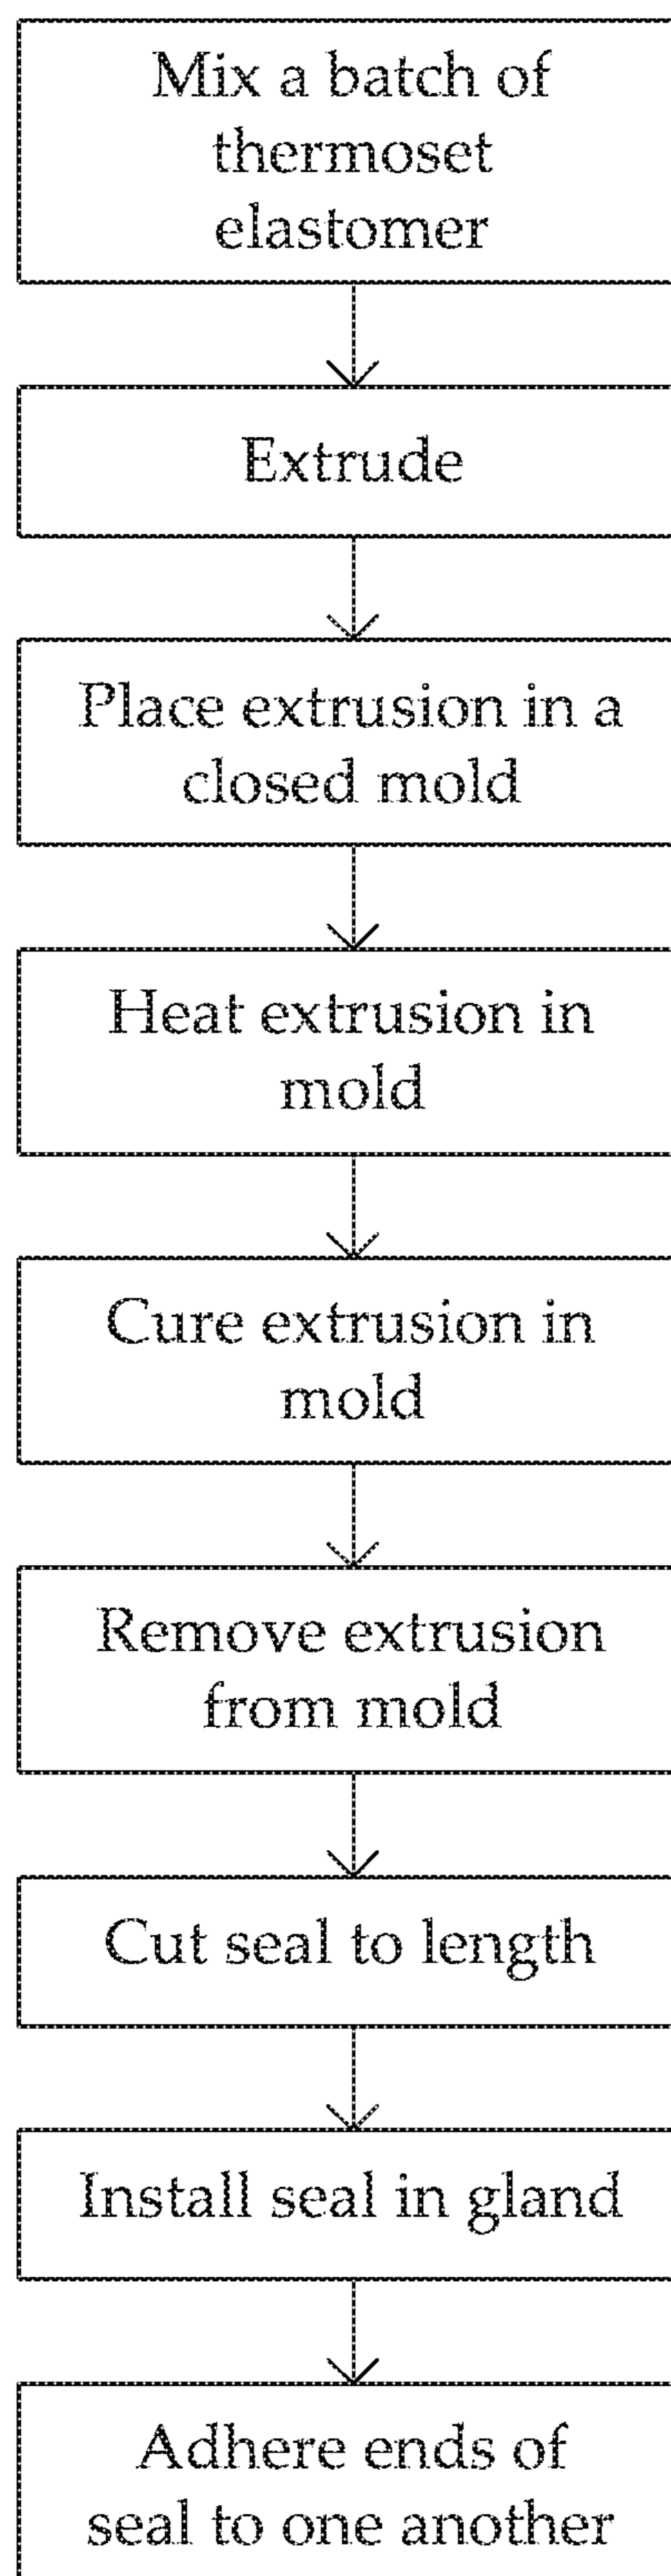 Mix a batch of
thermoset
elastomer
Extrude
Place extrusion in a
closed mold
Heat extrusion in
mold
Cure extrusion in
mold
Remove extrusion
from mold
Cut seal to length
Install seal in gland
Adhere ends of
seal to one another